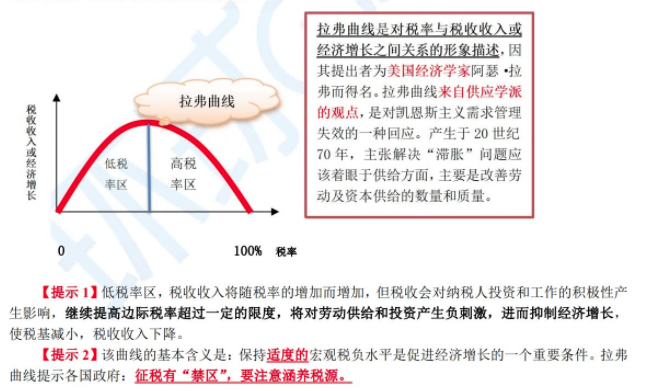 拉弗曲线是对税率与税收收入或
经济增长之间关系的形象描述，因
其提出者为美国经济学家阿瑟•拉
弗而得名。拉弗曲线来自供应学派
的观点，是对凯恩斯主义需求管理
失效的一种回应。产生于 20 世纪
70 年，主张解决“滞胀”问题应
该着眼于供给方面，主要是改善劳
动及资本供给的数量和质量。
拉弗曲线
税收收入或经济增长
低税
率区
高税
率区
0
100%
税率
【提示 1】低税率区，税收收入将随税率的增加而增加，但税收会对纳税人投资和工作的积极性产
生影响，继续提高边际税率超过一定的限度，将对劳动供给和投资产生负刺激，进而抑制经济增长，
使税基减小，税收收入下降。
【提示 2】该曲线的基本含义是：保持适度的宏观税负水平是促进经济增长的一个重要条件。拉弗
曲线提示各国政府：征税有“禁区”，要注意涵养税源。